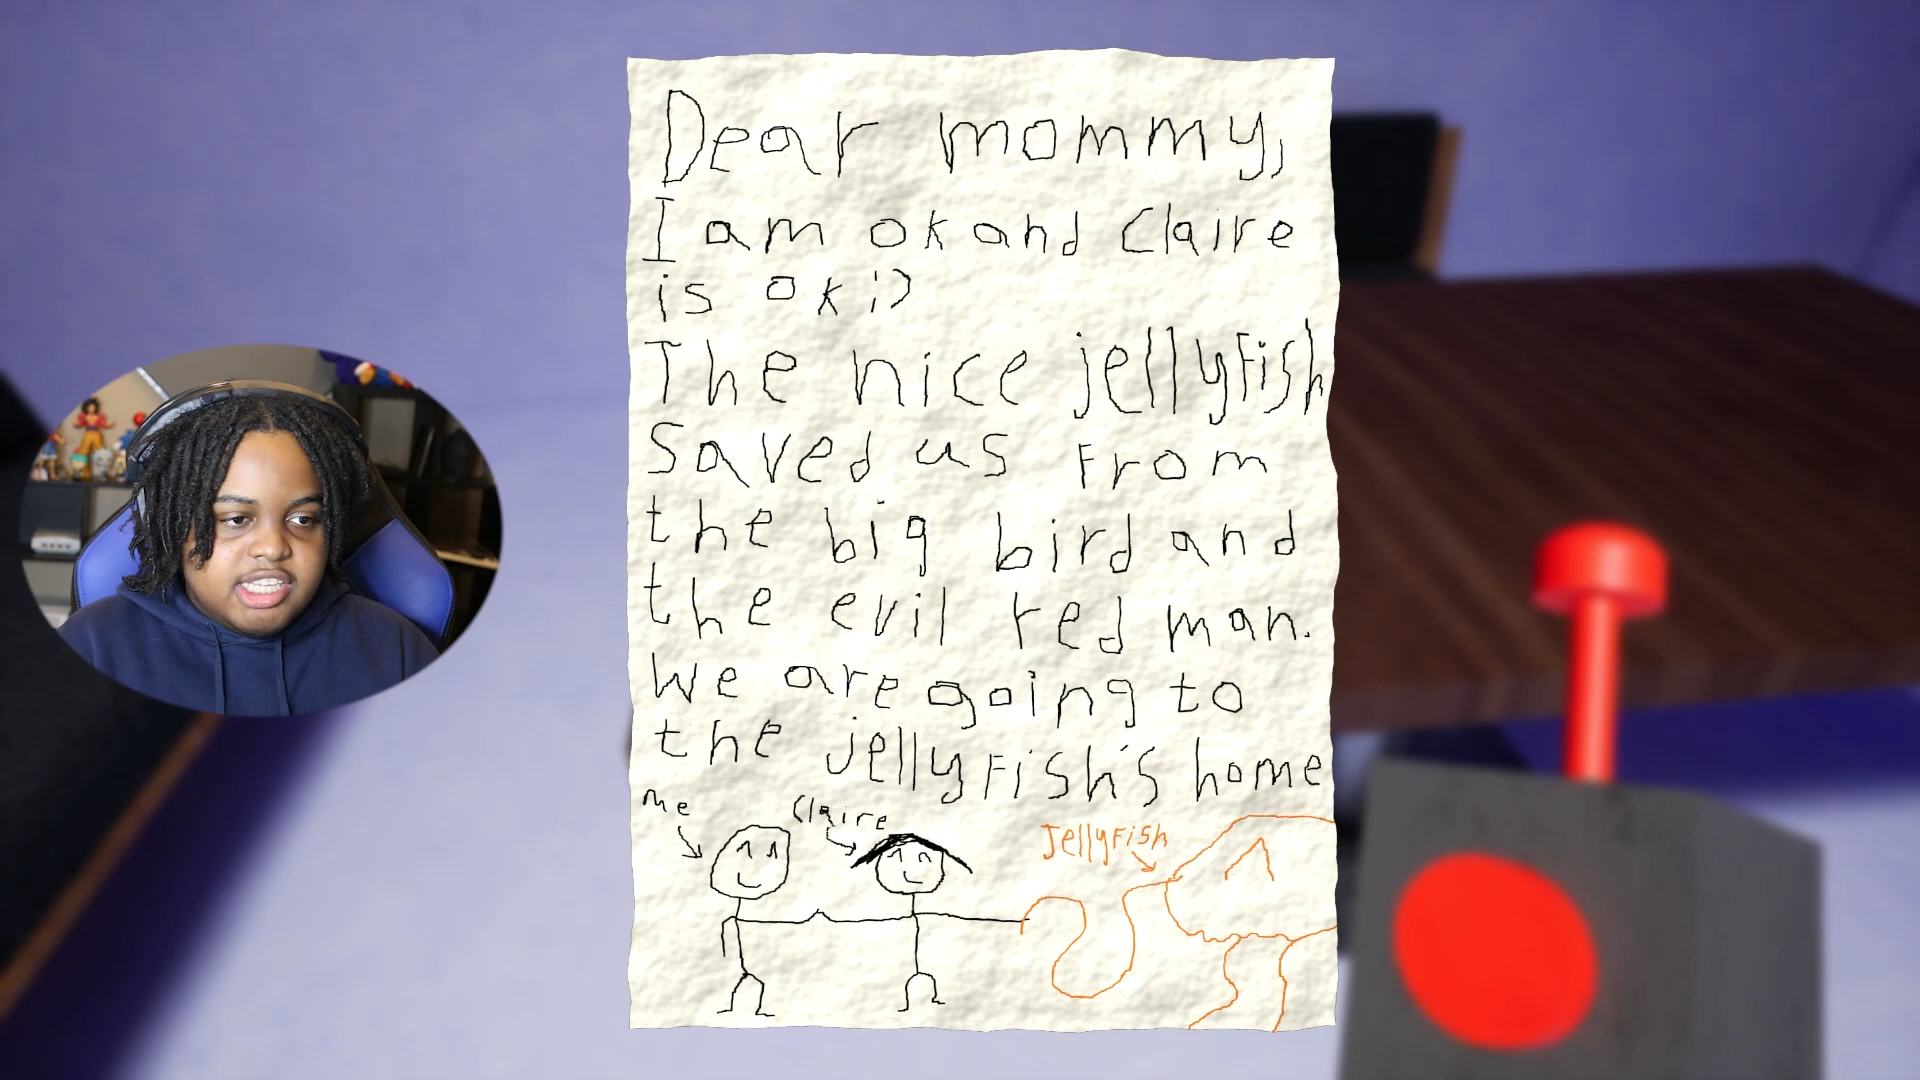 Dear mommy,
I am ok and Claire
is ok :)
The nice jellyfish
saved us from
the big bird and
the evil red man.
We are going to
the jellyfish's home
Me
Claire
Jellyfish